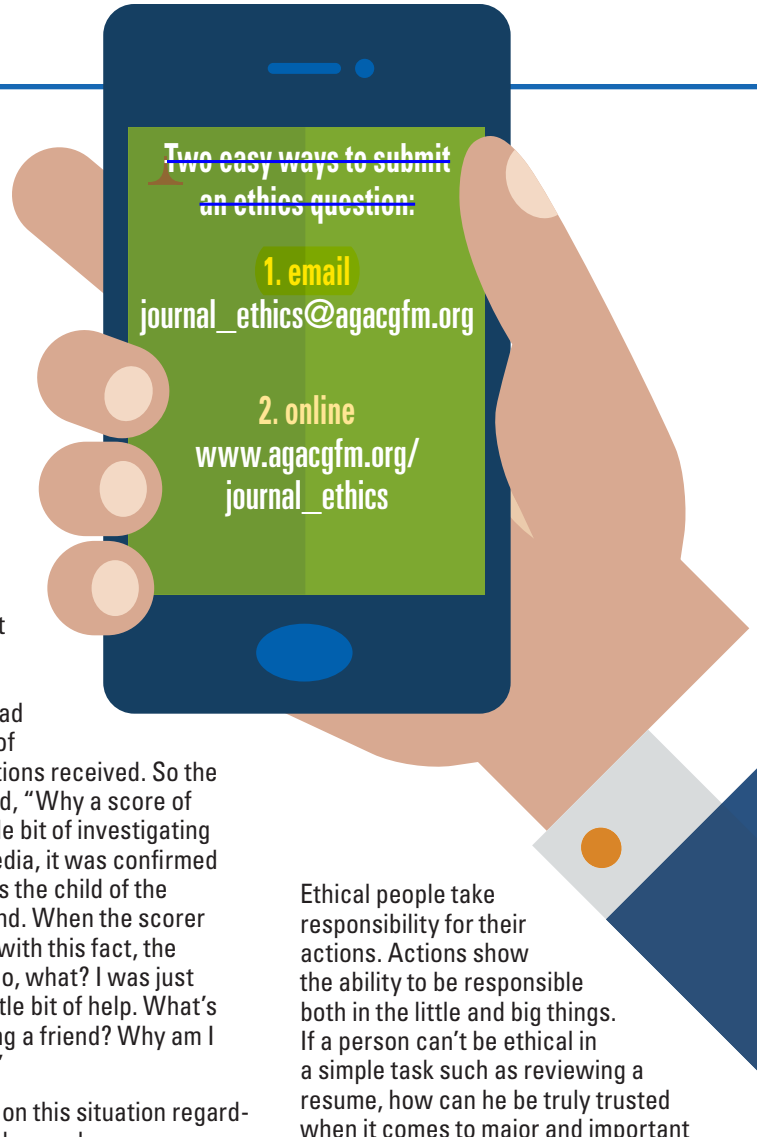 Two easy ways to submit
an ethics question:
1. email
journal_ethics@agacgfm.org
2. online
www.agacgfm.org/
journal_ethics
t
ad
of
tions received. So the
d, “Why a score of
le bit of investigating
edia, it was confirmed
s the child of the
nd. When the scorer
with this fact, the
o, what? I was just
tle bit of help. What’s
ng a friend? Why am I
”
on this situation regard-
Ethical people take
responsibility for their
actions. Actions show
the ability to be responsible
both in the little and big things.
If a person can’t be ethical in
a simple task such as reviewing a
resume, how can he be truly trusted
when it comes to major and important